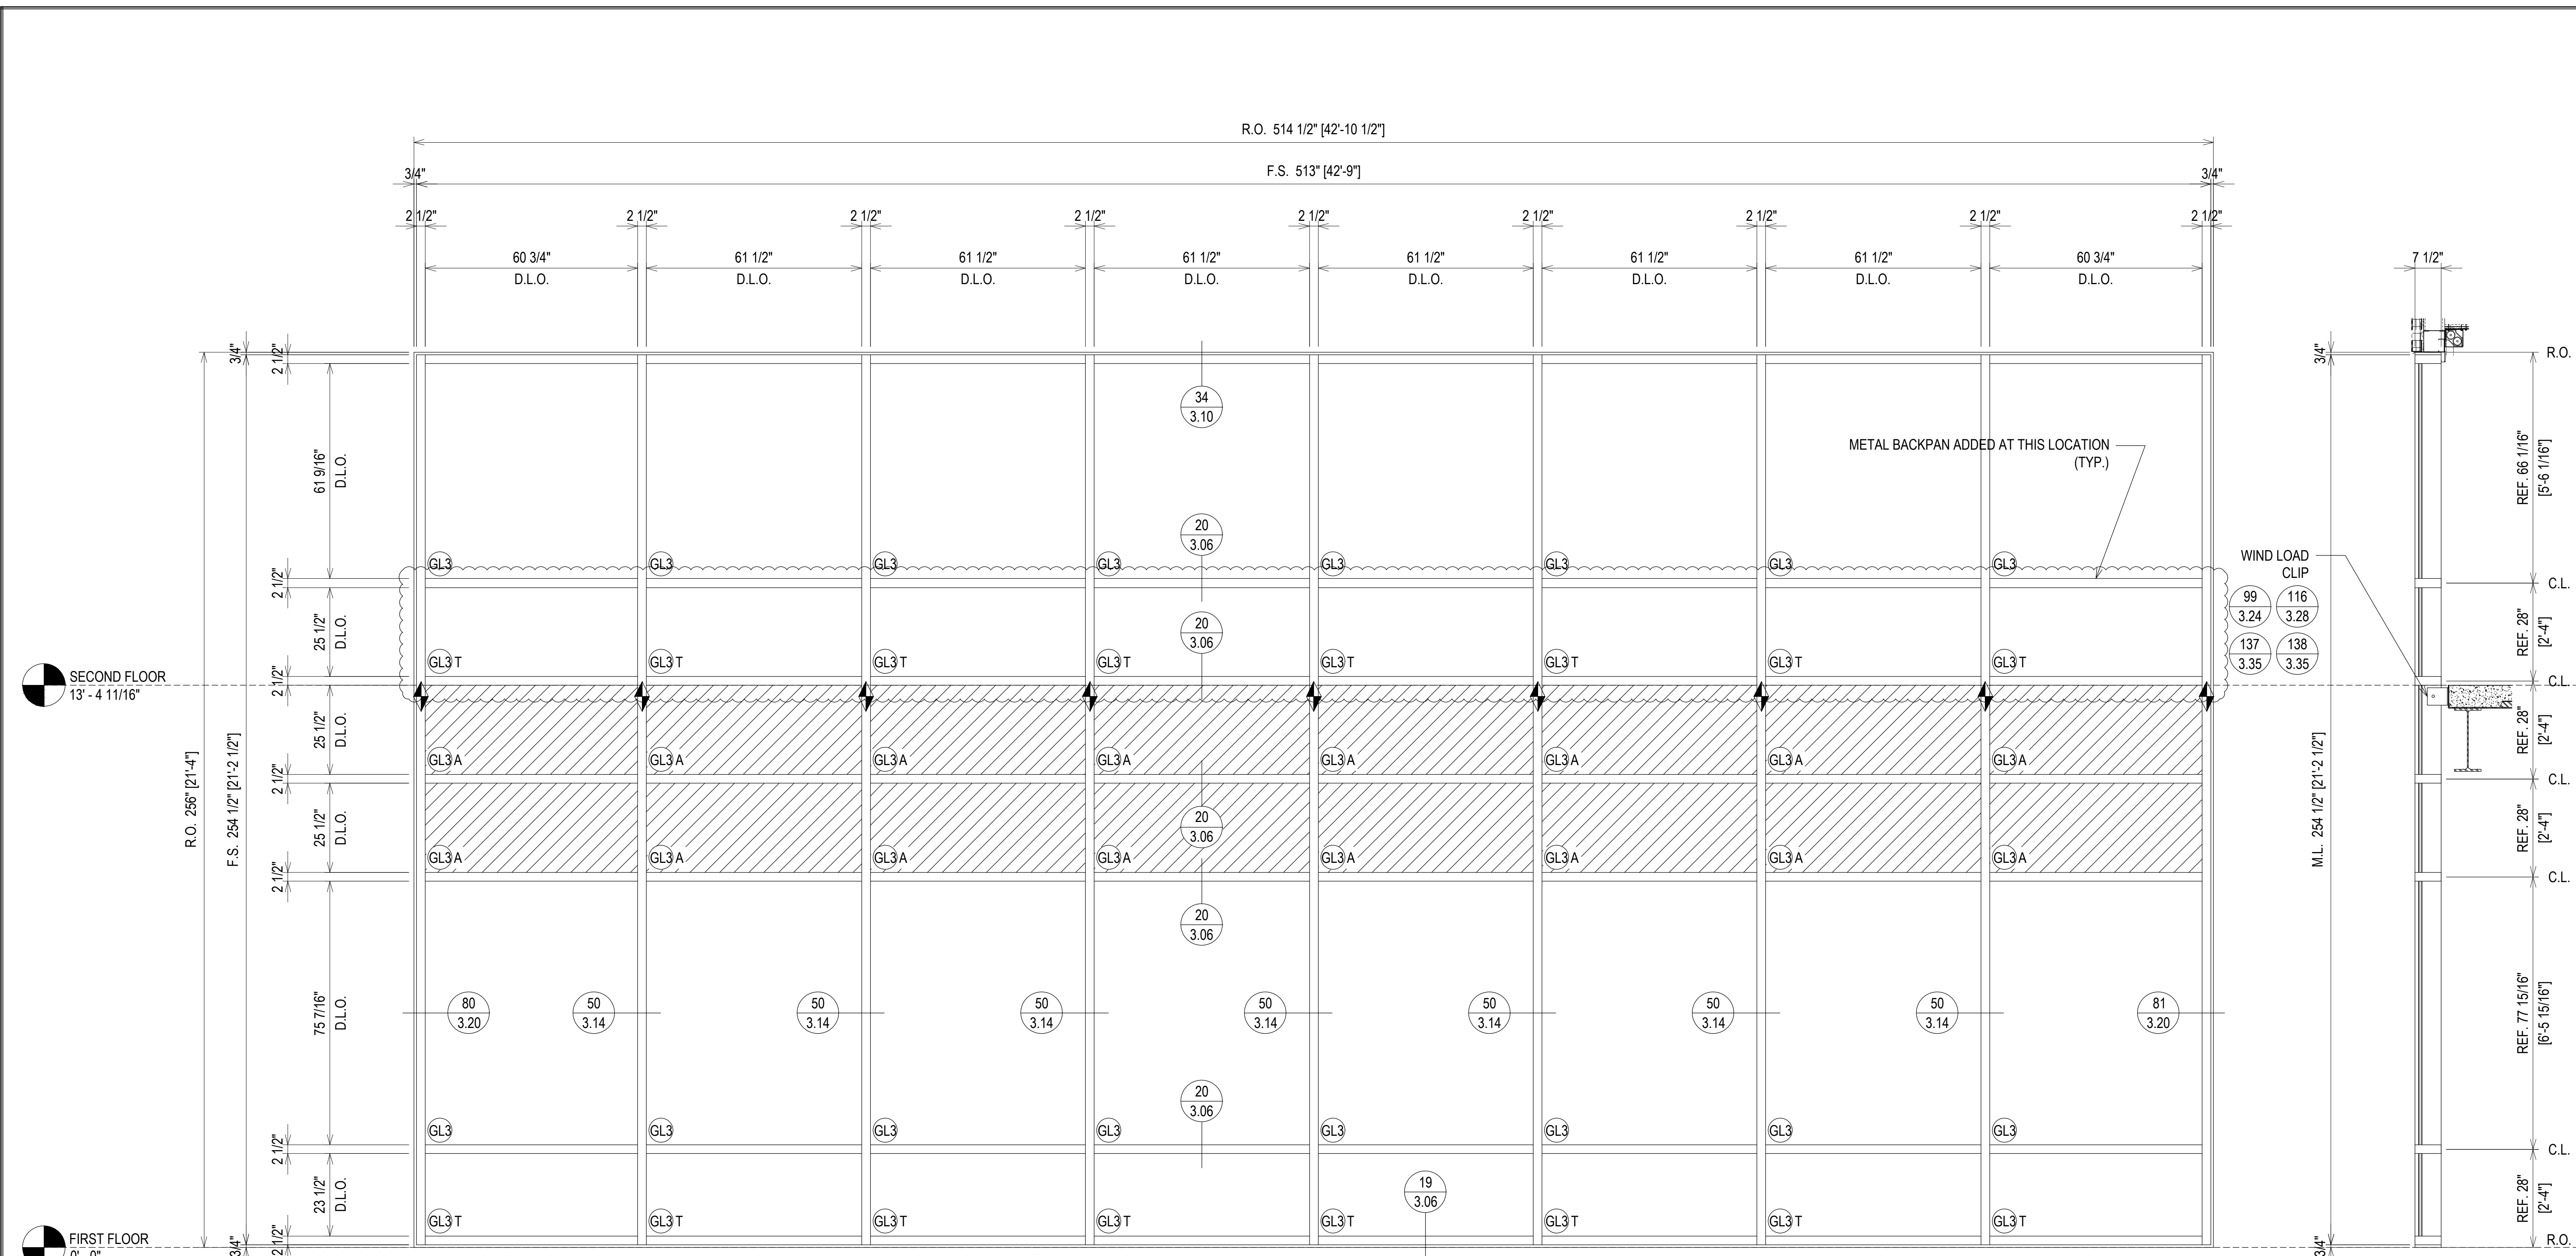 R.O. 514 1/2" [42'-10 1/2"]
F.S. 513" [42'-9"]
3/4"
3/4"
2 1/2"
2 1/2"
2 1/2"
2 1/2"
2 1/2"
2 1/2"
2 1/2"
2 1/2"
2 1/2"
60 3/4"
D.L.O.
61 1/2"
D.L.O.
61 1/2"
D.L.O.
61 1/2"
D.L.O.
61 1/2"
D.L.O.
61 1/2"
D.L.O.
61 1/2"
D.L.O.
60 3/4"
D.L.O.
7 1/2"
R.O. 256" [21'-4"]
F.S. 254 1/2" [21'-2 1/2"]
3/4"
2 1/2"
61 9/16"
D.L.O.
2 1/2"
25 1/2"
D.L.O.
2 1/2"
25 1/2"
D.L.O.
2 1/2"
25 1/2"
D.L.O.
2 1/2"
75 7/16"
D.L.O.
2 1/2"
23 1/2"
D.L.O.
2 1/2"
3/4"
34
3.10
METAL BACKPAN ADDED AT THIS LOCATION
(TYP.)
20
3.06
GL3
GL3
GL3
GL3
GL3
GL3
GL3
GL3
WIND LOAD
CLIP
99
3.24
116
3.28
137
3.35
138
3.35
20
3.06
GL3 T
GL3 T
GL3 T
GL3 T
GL3 T
GL3 T
GL3 T
GL3 T
SECOND FLOOR
13' - 4 11/16"
GL3 A
GL3 A
GL3 A
GL3 A
GL3 A
GL3 A
GL3 A
GL3 A
20
3.06
GL3 A
GL3 A
GL3 A
GL3 A
GL3 A
GL3 A
GL3 A
GL3 A
20
3.06
80
3.20
50
3.14
50
3.14
50
3.14
50
3.14
50
3.14
50
3.14
50
3.14
81
3.20
20
3.06
GL3
GL3
GL3
GL3
GL3
GL3
GL3
GL3
19
3.06
GL3 T
GL3 T
GL3 T
GL3 T
GL3 T
GL3 T
GL3 T
GL3 T
FIRST FLOOR
0' - 0"
3/4"
M.L. 254 1/2" [21'-2 1/2"]
3/4"
R.O.
REF. 66 1/16"
[5'-6 1/16"]
C.L.
REF. 28"
[2'-4"]
C.L.
REF. 28"
[2'-4"]
C.L.
REF. 28"
[2'-4"]
C.L.
REF. 77 15/16"
[6'-5 15/16"]
C.L.
REF. 28"
[2'-4"]
R.O.